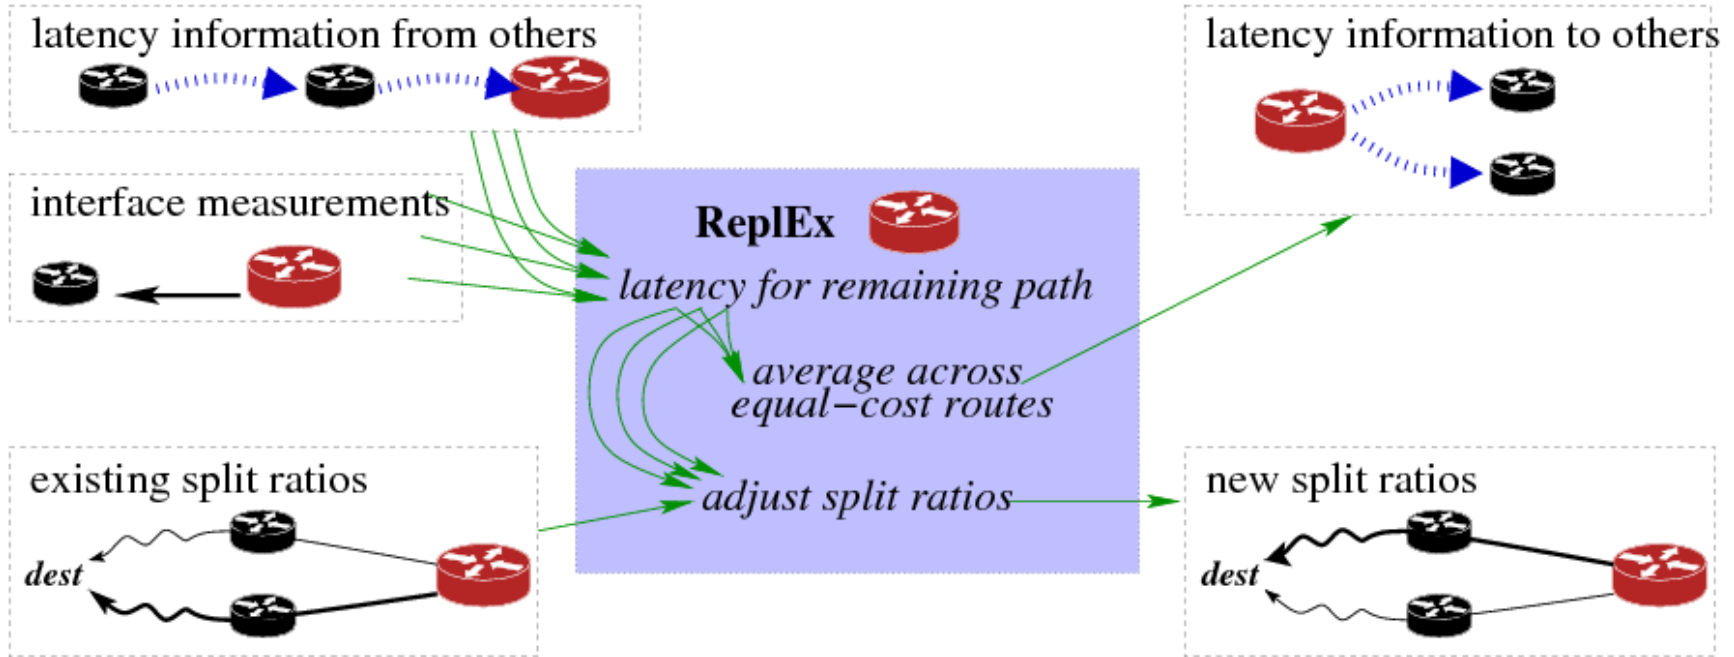 latency information from others
latency information to others
interface measurements
ReplEx
latency for remaining path
average across
equal−cost routes
existing split ratios
adjust split ratios
new split ratios
dest
dest